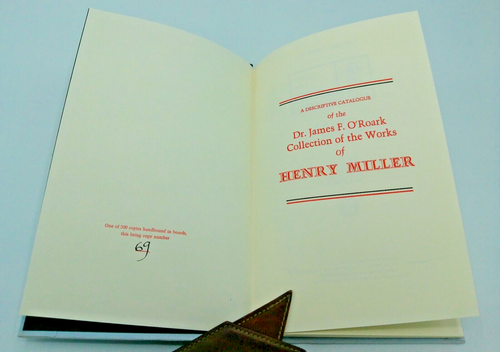 One of 100 copies handbound in boards,
this being copy number
69
A DESCRIPTIVE CATALOGUE
of the
Dr. James F. O'Roark
Collection of the Works
of
HENRY MILLER